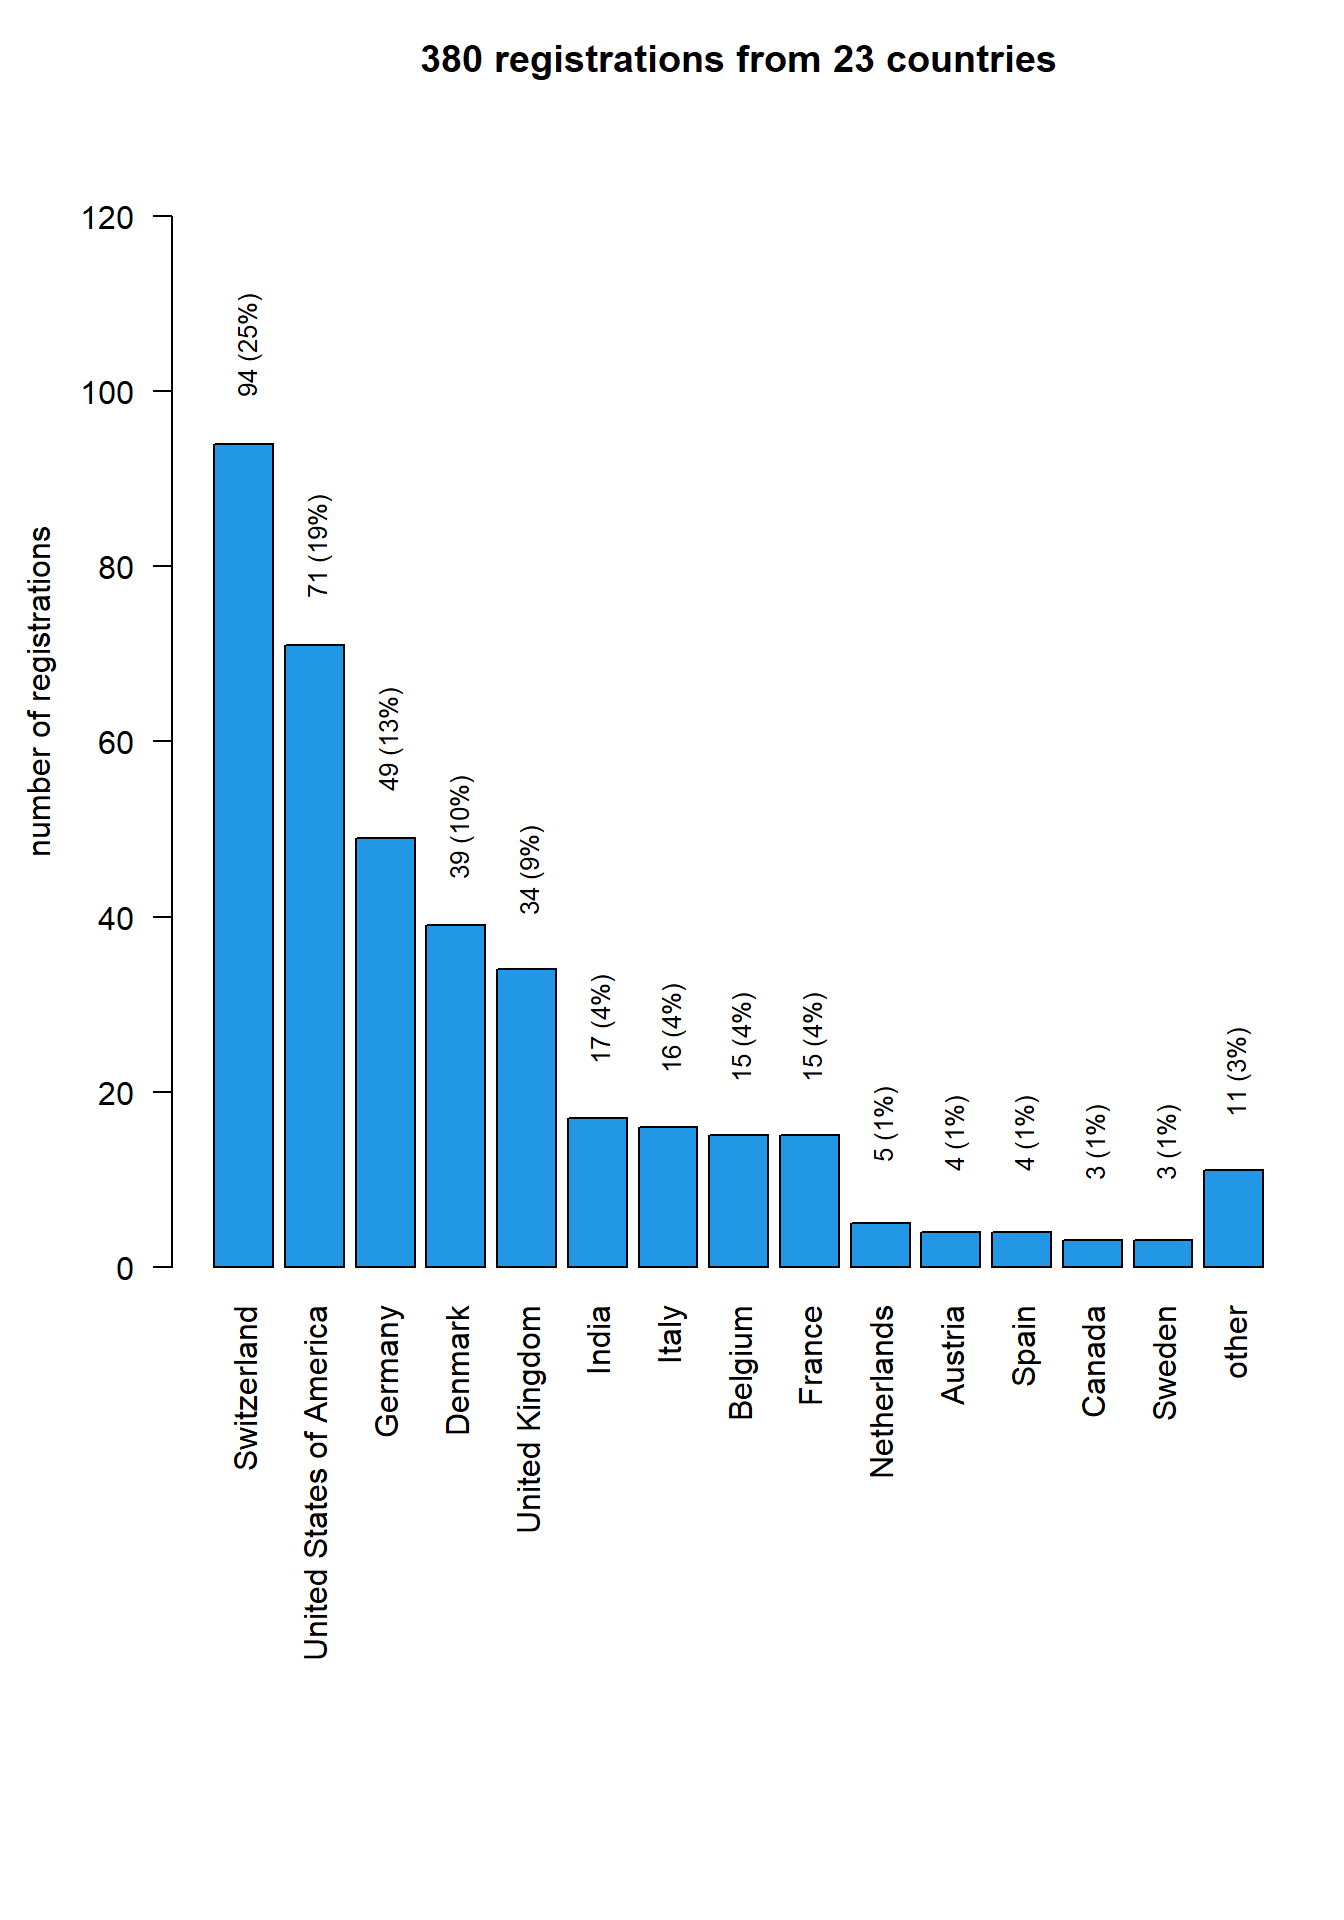 380 registrations from 23 countries
number of registrations
120
100
80
60
40
20
0
94 (25%)
71 (19%)
49 (13%)
39 (10%)
34 (9%)
17 (4%)
16 (4%)
15 (4%)
15 (4%)
5 (1%)
4 (1%)
4 (1%)
3 (1%)
3 (1%)
11 (3%)
Switzerland
United States of America
Germany
Denmark
United Kingdom
India
Italy
Belgium
France
Netherlands
Austria
Spain
Canada
Sweden
other